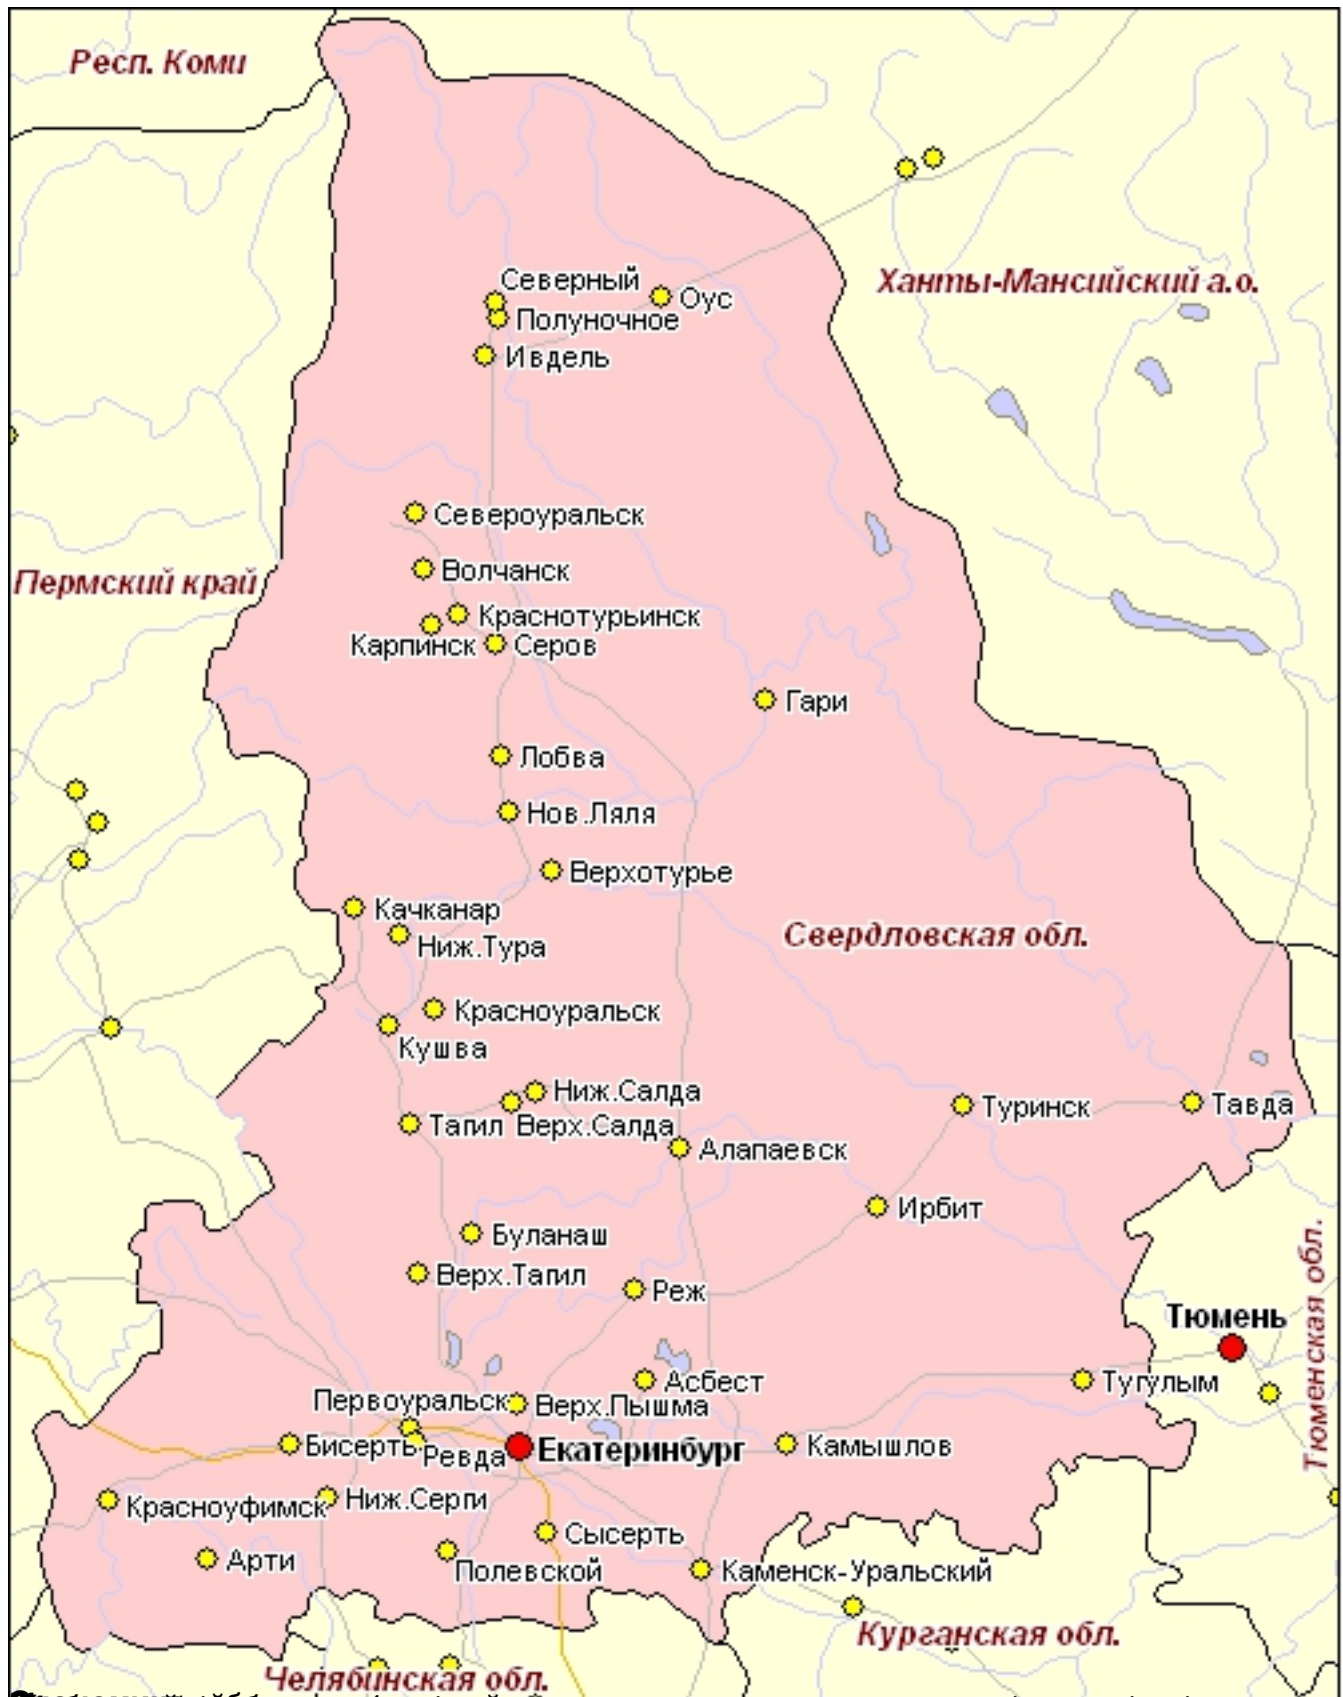 Респ. Коми
Северный
Ханты-Мансийский а.о.
Оус
Полуночное
Ивдель
Североуральск
Волчанск
Пермский край
Краснотурьинск
Карпинск
Серов
Гари
Лобва
Нов.Ляля
Верхотурье
Качканар
Свердловская обл.
Ниж.Тура
Красноуральск
Кушва
Ниж.Салда
Туринск
Тавда
Тагил
Верх.Салда
Алапаевск
Ирбит
Буланаш
Верх.Тагил
Реж
Тюмень
Тюменская обл.
Асбест
Тугулым
Первоуральск
Верх.Пышма
Бисерть
Ревда
Екатеринбург
Камышлов
Красноуфимск
Ниж.Серги
Сысерть
Арти
Полевской
Каменск-Уральский
Курганская обл.
Челябинская обл.